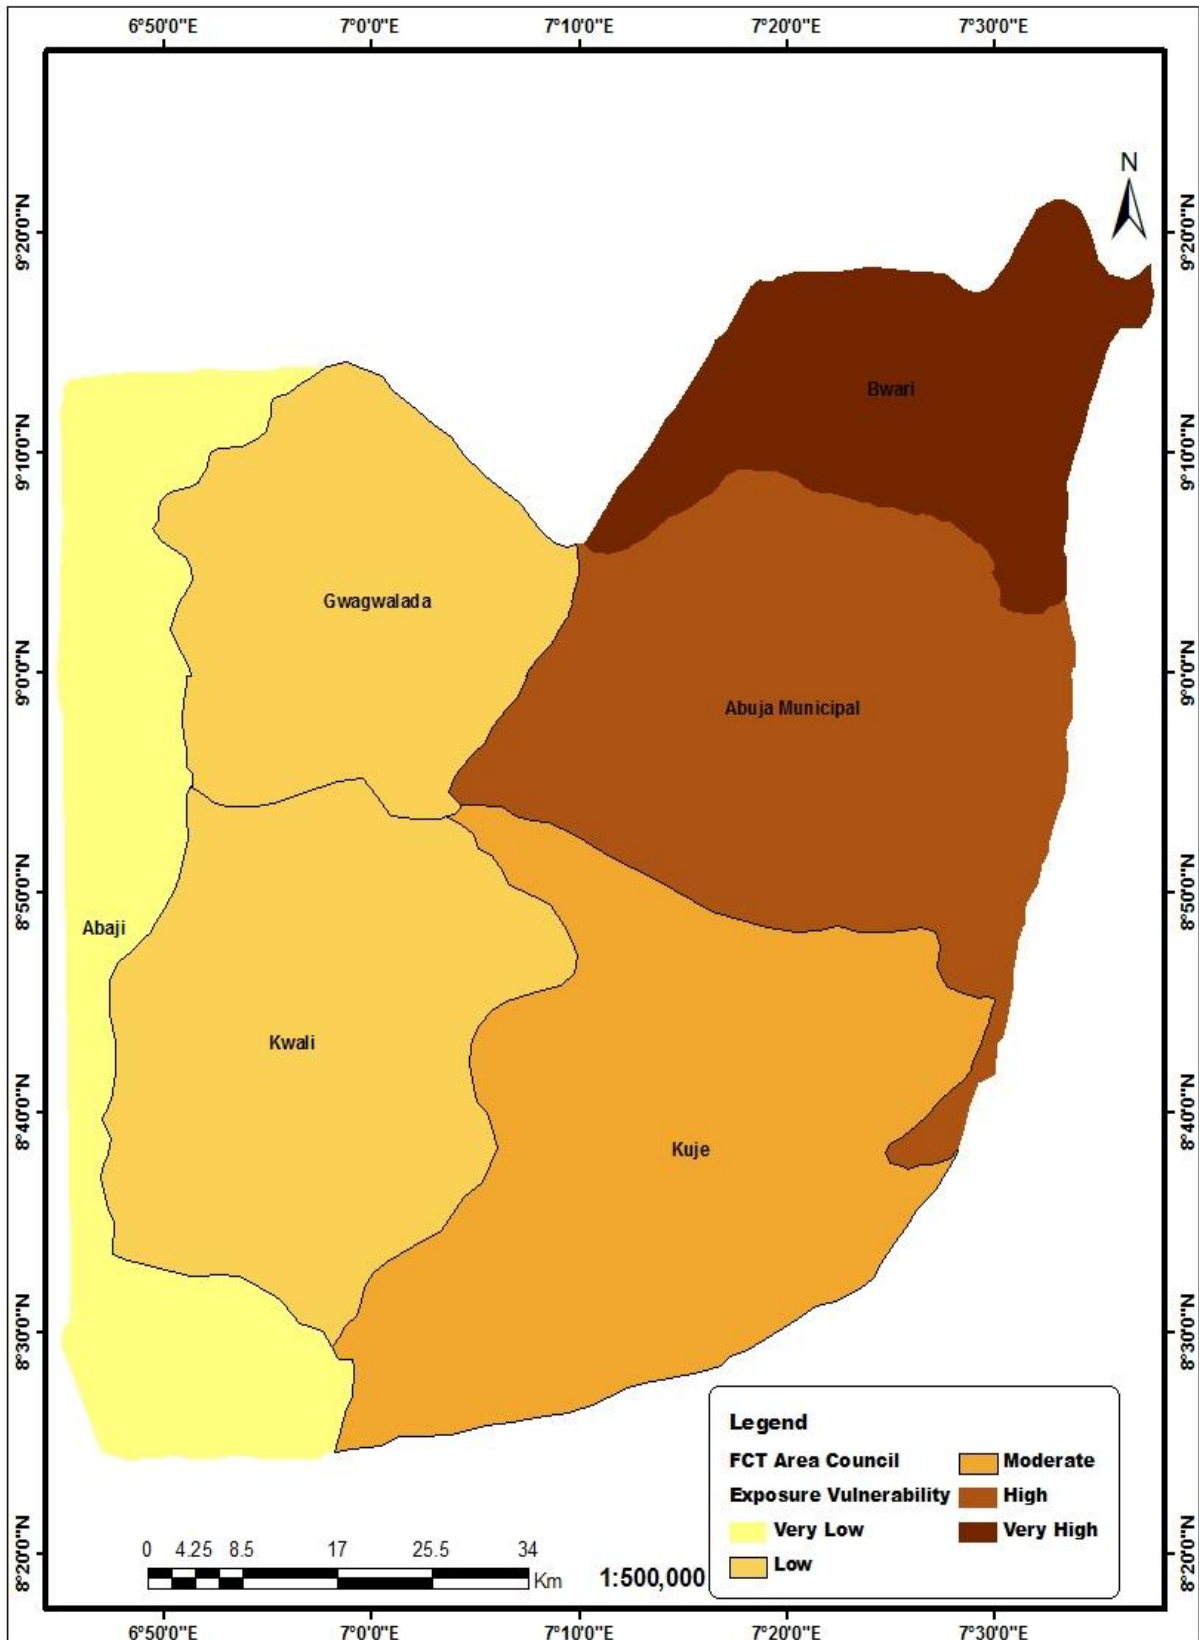 6°50'0"E 7°0'0"E 7°10'0"E 7°20'0"E 7°30'0"E
N
9°20'0"N 9°20'0"N
Bwari
9°10'0"N 9°10'0"N
Gwagwalada
9°0'0"N 9°0'0"N
Abuja Municipal
8°50'0"N 8°50'0"N
Abaji
Kwali
8°40'0"N 8°40'0"N
Kuje
8°30'0"N 8°30'0"N
Legend
FCT Area Council
Exposure Vulnerability
Very Low
Low
Moderate
High
Very High
8°20'0"N 8°20'0"N
0 4.25 8.5 17 25.5 34
Km
1:500,000
6°50'0"E 7°0'0"E 7°10'0"E 7°20'0"E 7°30'0"E